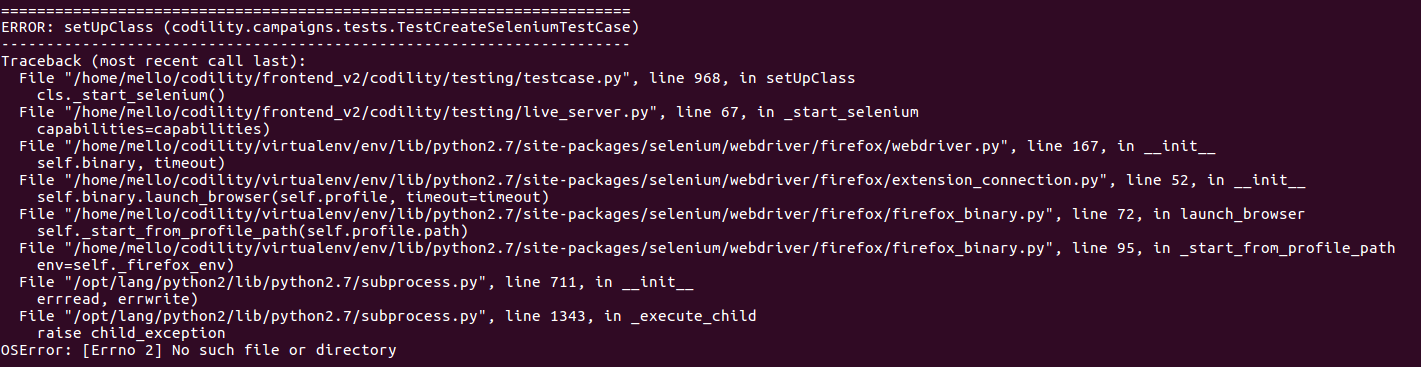 ======================================================================
ERROR: setUpClass (codility.campaigns.tests.TestCreateSeleniumTestCase)
----------------------------------------------------------------------
Traceback (most recent call last):
  File "/home/mello/codility/frontend_v2/codility/testing/testcase.py", line 968, in setUpClass
    cls._start_selenium()
  File "/home/mello/codility/frontend_v2/codility/testing/live_server.py", line 67, in _start_selenium
    capabilities=capabilities)
  File "/home/mello/codility/virtualenv/env/lib/python2.7/site-packages/selenium/webdriver/firefox/webdriver.py", line 167, in __init__
    self.binary, timeout)
  File "/home/mello/codility/virtualenv/env/lib/python2.7/site-packages/selenium/webdriver/firefox/extension_connection.py", line 52, in __init__
    self.binary.launch_browser(self.profile, timeout=timeout)
  File "/home/mello/codility/virtualenv/env/lib/python2.7/site-packages/selenium/webdriver/firefox/firefox_binary.py", line 72, in launch_browser
    self._start_from_profile_path(self.profile.path)
  File "/home/mello/codility/virtualenv/env/lib/python2.7/site-packages/selenium/webdriver/firefox/firefox_binary.py", line 95, in _start_from_profile_path
    env=self._firefox_env)
  File "/opt/lang/python2/lib/python2.7/subprocess.py", line 711, in __init__
    errread, errwrite)
  File "/opt/lang/python2/lib/python2.7/subprocess.py", line 1343, in _execute_child
    raise child_exception
OSError: [Errno 2] No such file or directory